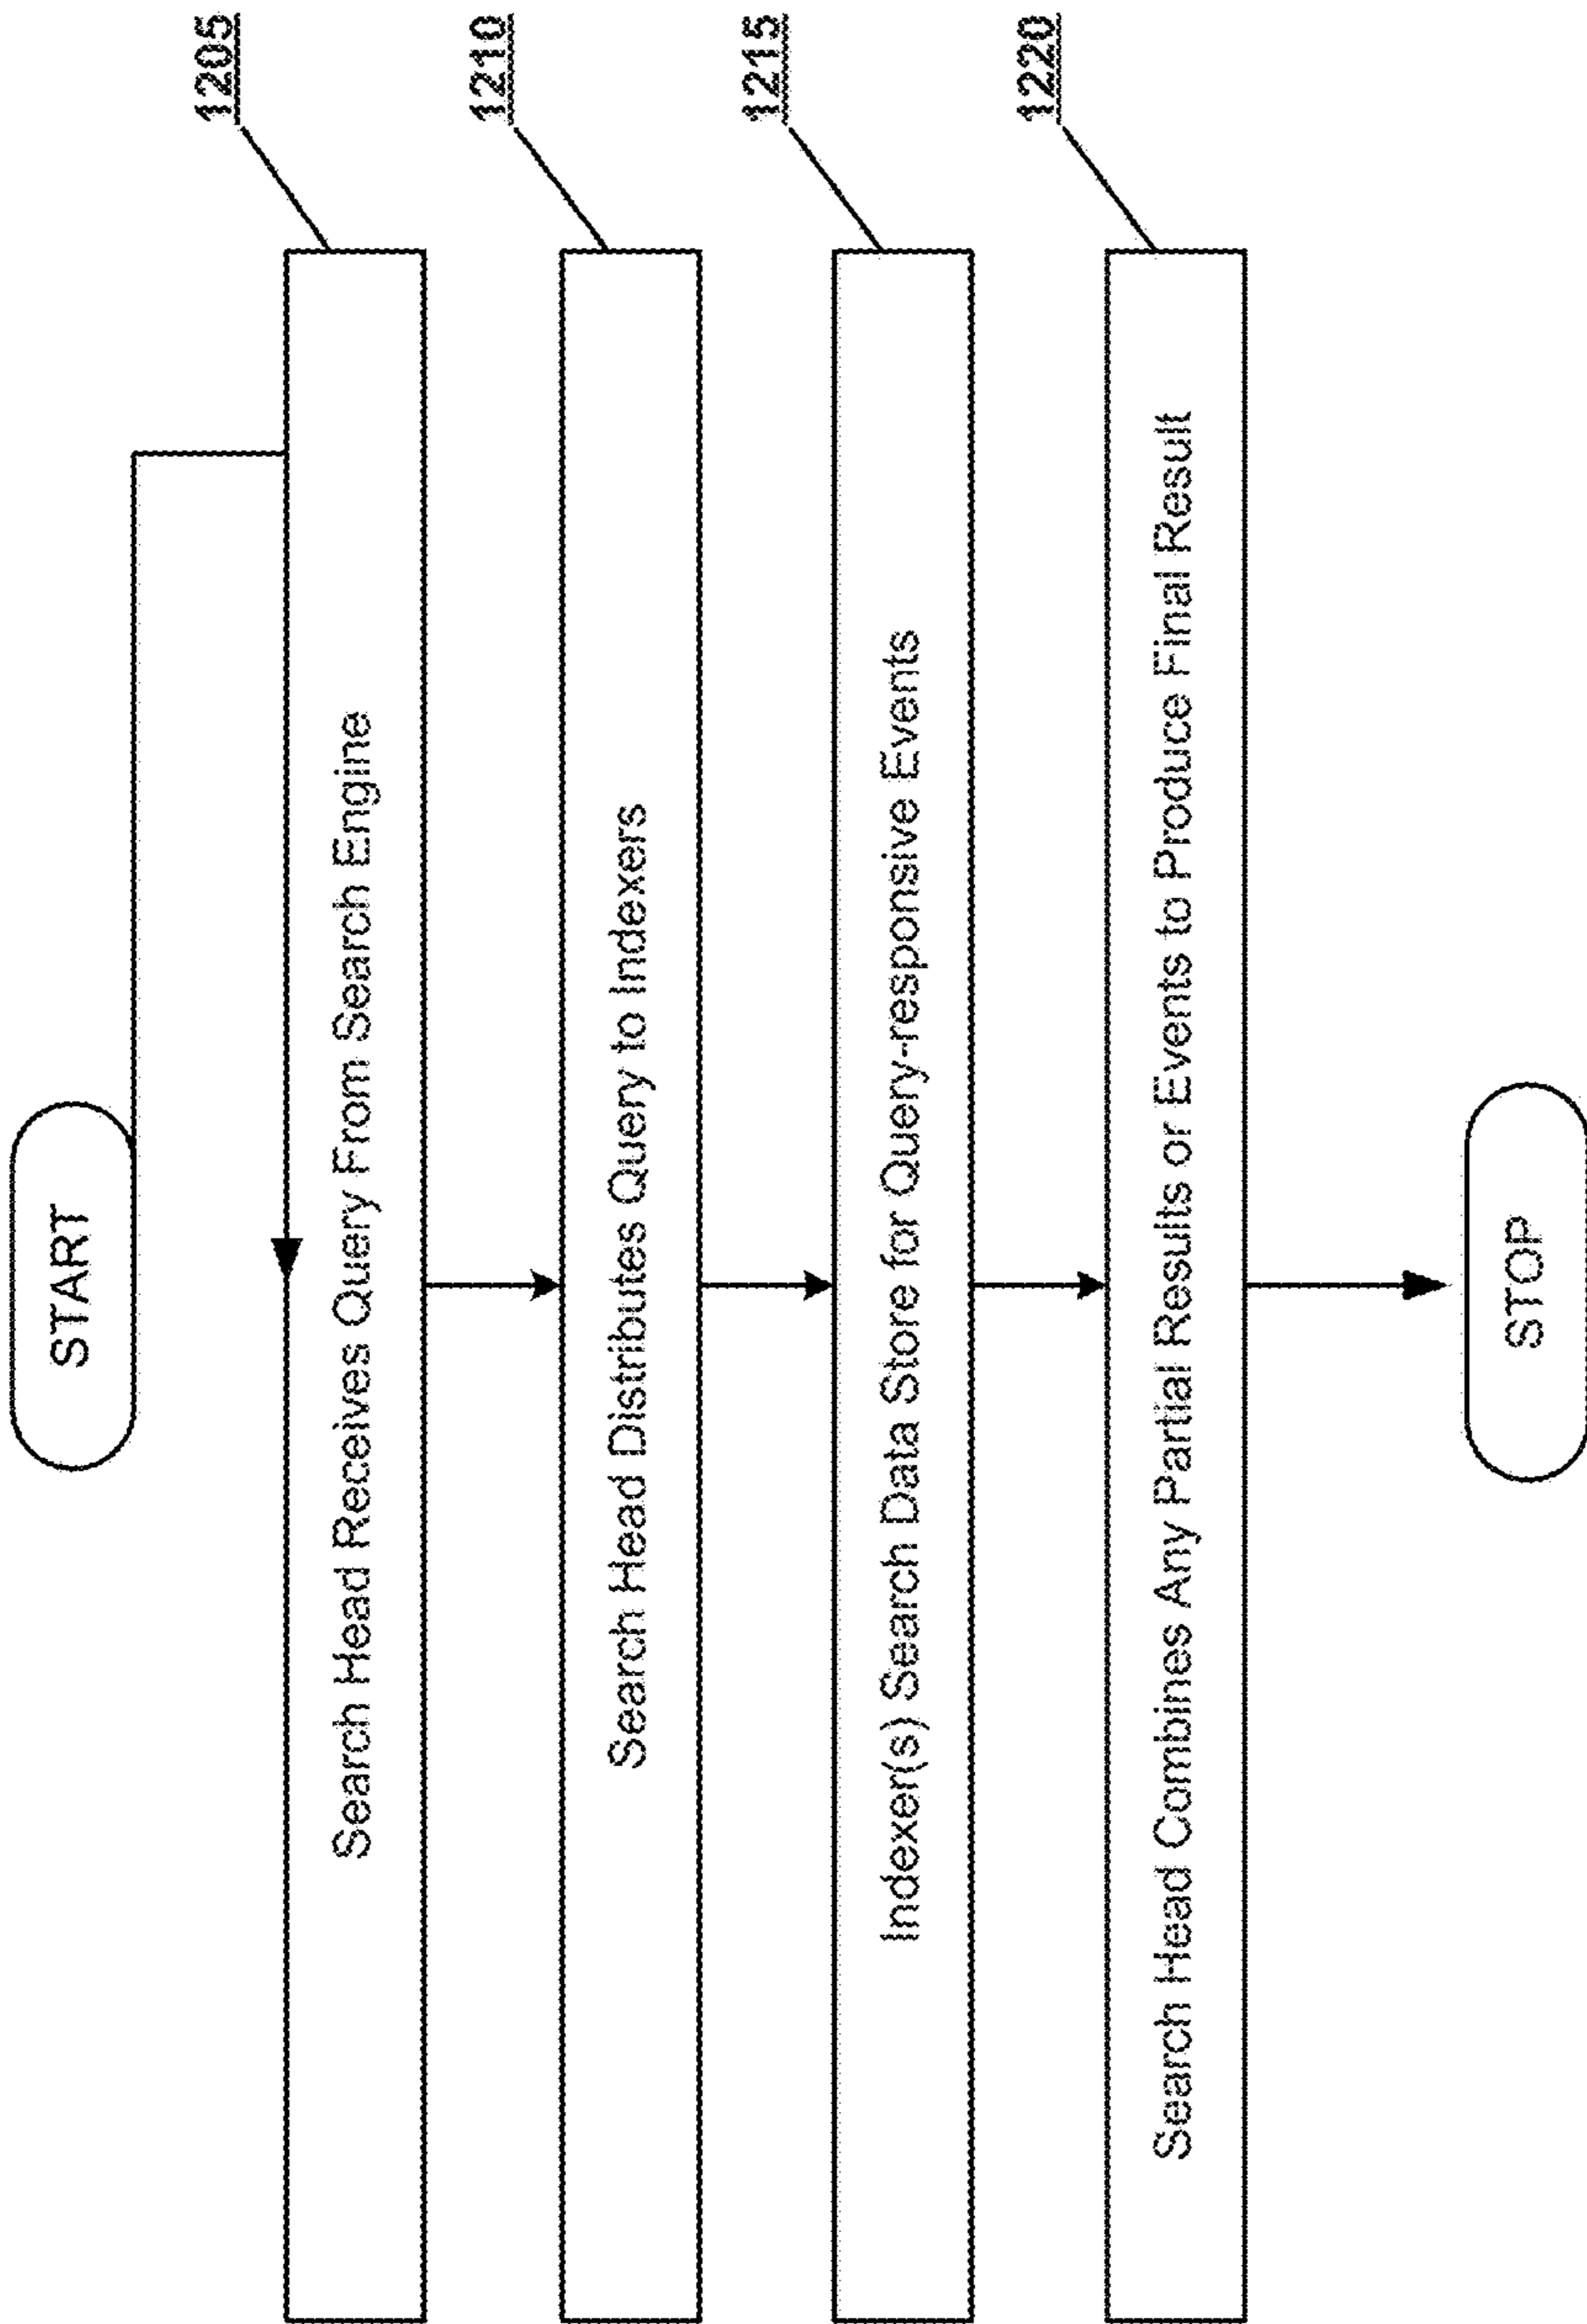 START
1205
Search Head Receives Query From Search Engine
1210
Search Head Distributes Query to Indexers
1215
Indexer(s) Search Data Store for Query-responsive Events
1220
Search Head Combines Any Partial Results or Events to Produce Final Result
STOP